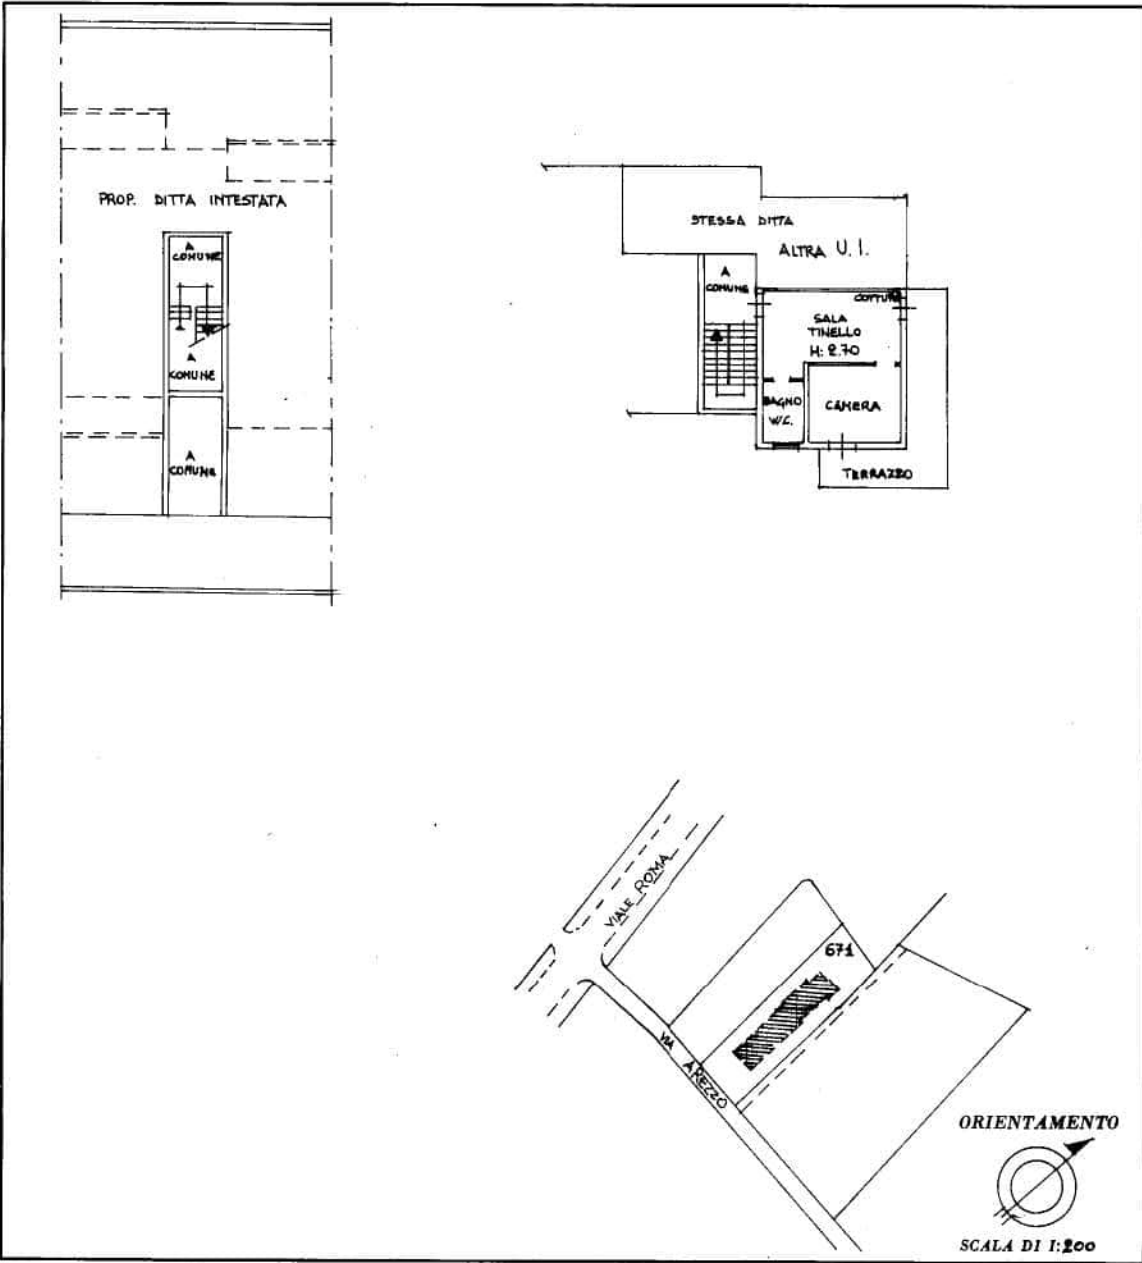 PROP. DITTA INTESTATA
A
COMUNE
A
COMUNE
A
COMUNE
STESSA DITTA
ALTRA U. I.
A
COMUNE
COTTURA
SALA
TINELLO
H: 2.70
BAGNO
W.C.
CAMERA
TERRAZZO
VIALE ROMA
671
VIA AREZZO
ORIENTAMENTO
SCALA DI 1:200